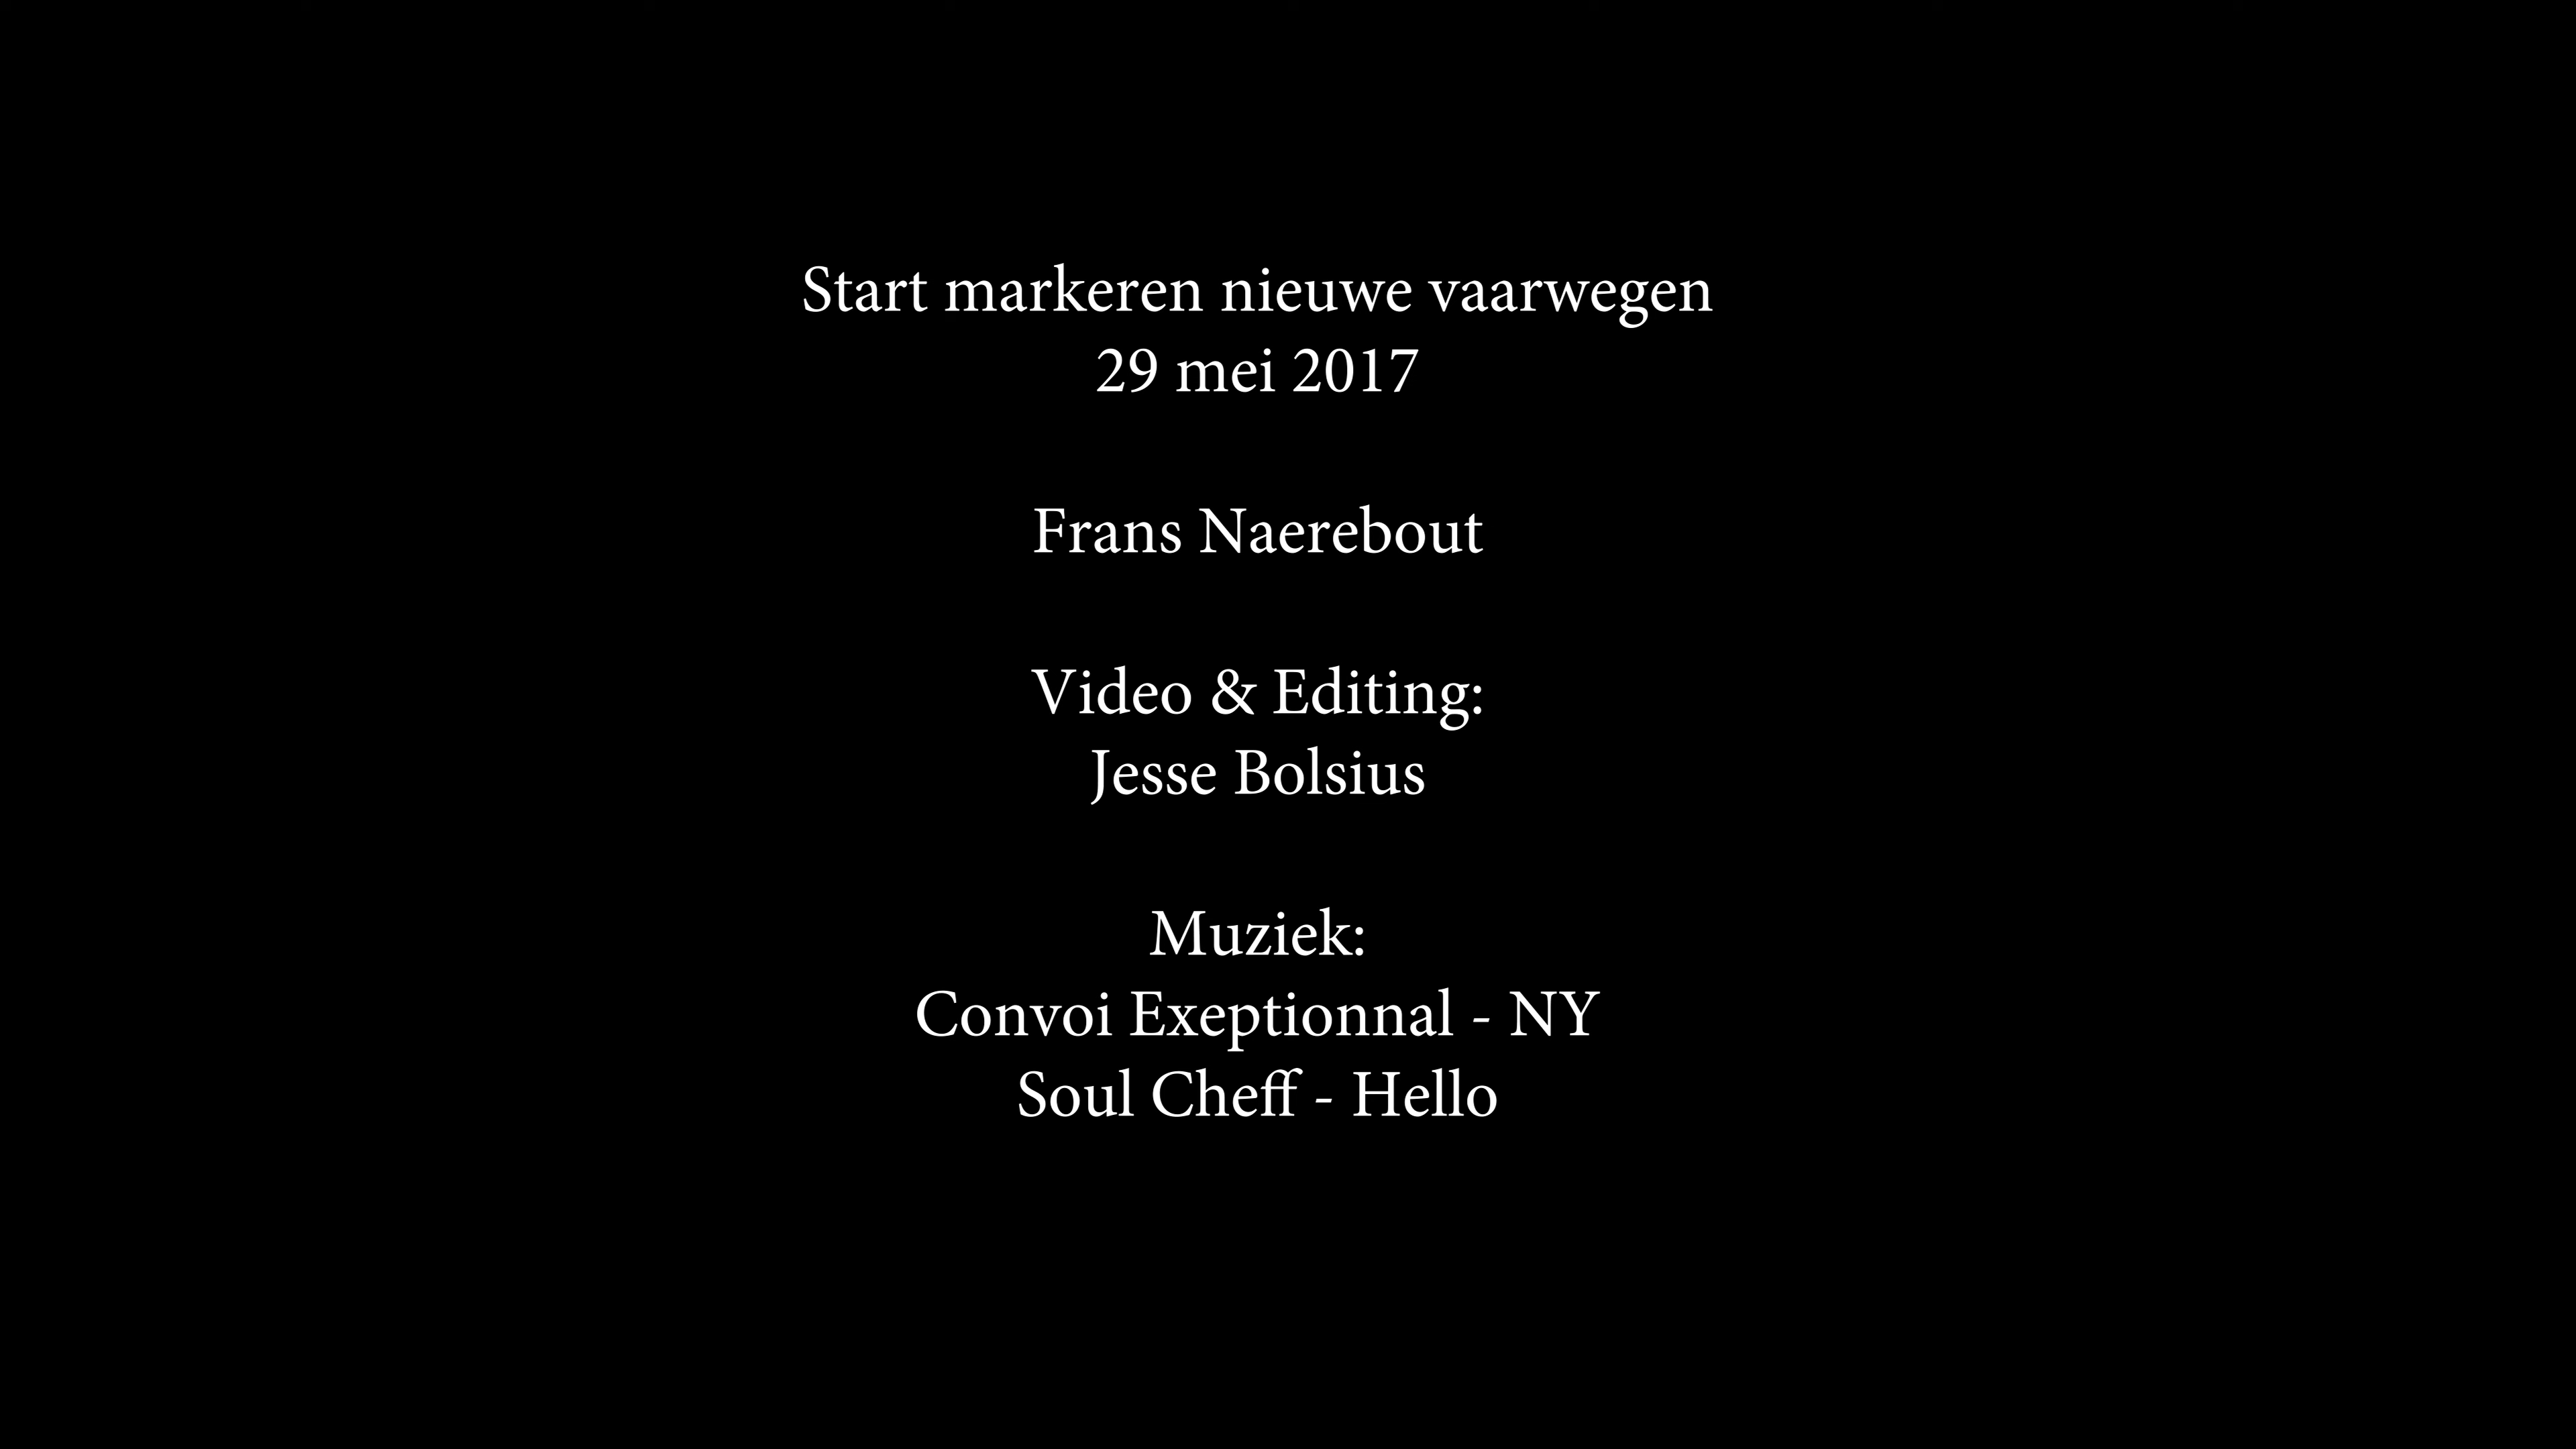 Start markeren nieuwe vaarwegen
29 mei 2017
Frans Naerebout
Video & Editing:
Jesse Bolsius
Muziek:
Convoi Exeptionnal - NY
Soul Cheff - Hello